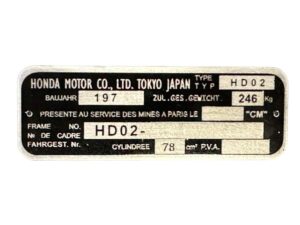 HONDA MOTOR CO., LTD. TOKYO JAPAN TYPE TYP HD02
BAUJAHR 197 ZUL.GES.GEWICHT. 246 Kg
PRESENTE AU SERVICE DES MINES A PARIS LE "CM"
FRAME NO. HD02-
Nº DE CADRE
FAHRGEST. Nr. CYLINDREE 78 cm³ P.V.A.